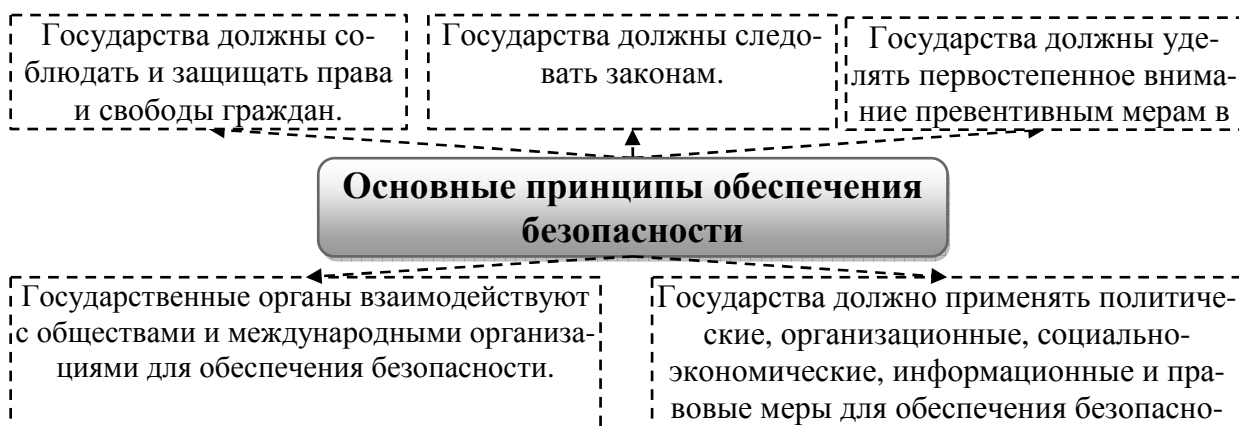 Государства должны со-
блюдать и защищать права
и свободы граждан.
Государства должны следо-
вать законам.
Государства должны уде-
лять первостепенное внима-
ние превентивным мерам в
Основные принципы обеспечения
безопасности
Государственные органы взаимодействуют
с обществами и международными организа-
циями для обеспечения безопасности.
Государства должно применять политиче-
ские, организационные, социально-
экономические, информационные и пра-
вовые меры для обеспечения безопасно-